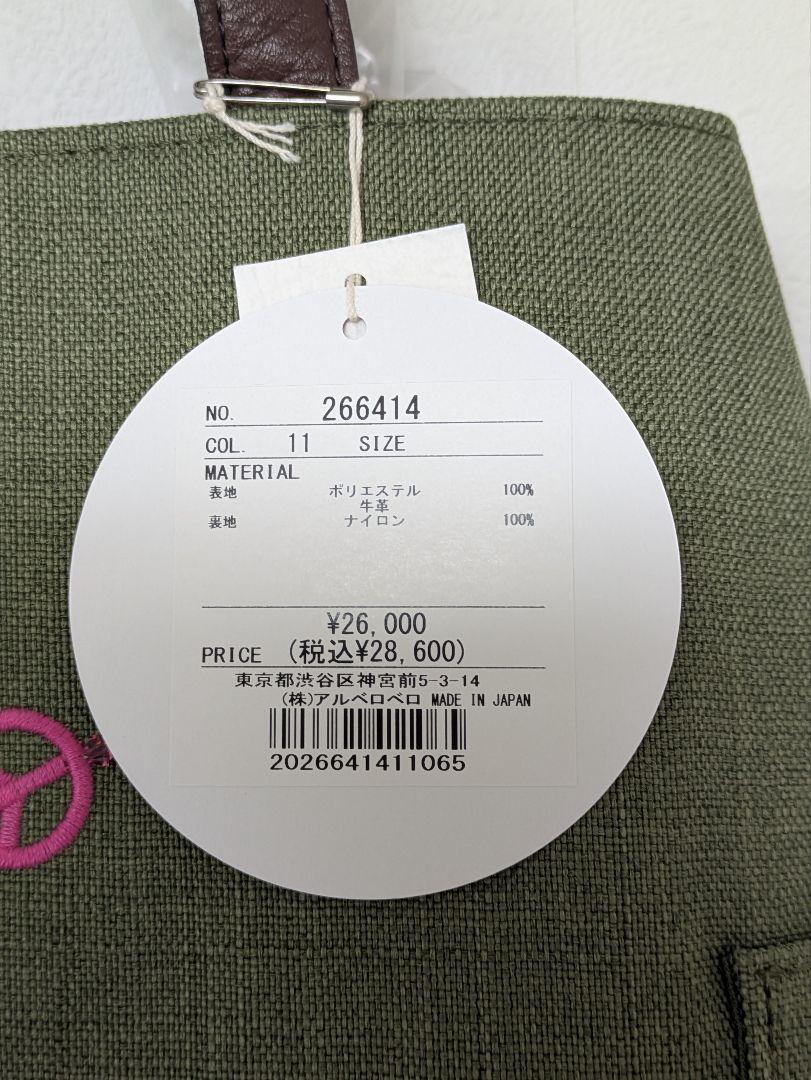 NO. 266414
COL. 11 SIZE
MATERIAL
表地 ポリエステル 100%
牛革
裏地 ナイロン 100%
¥26,000
PRICE (税込¥28,600)
東京都渋谷区神宮前5-3-14
(株)アルベロベロ MADE IN JAPAN
2026641411065